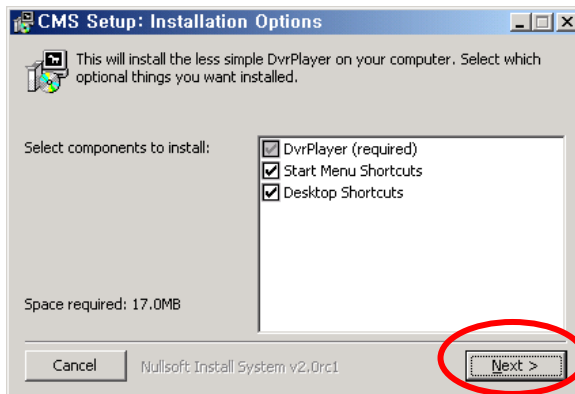 CMS Setup: Installation Options
This will install the less simple DvrPlayer on your computer. Select which
optional things you want installed.
Select components to install:
DvrPlayer (required)
Start Menu Shortcuts
Desktop Shortcuts
Space required: 17.0MB
Cancel
Nullsoft Install System v2.0rc1
Next >